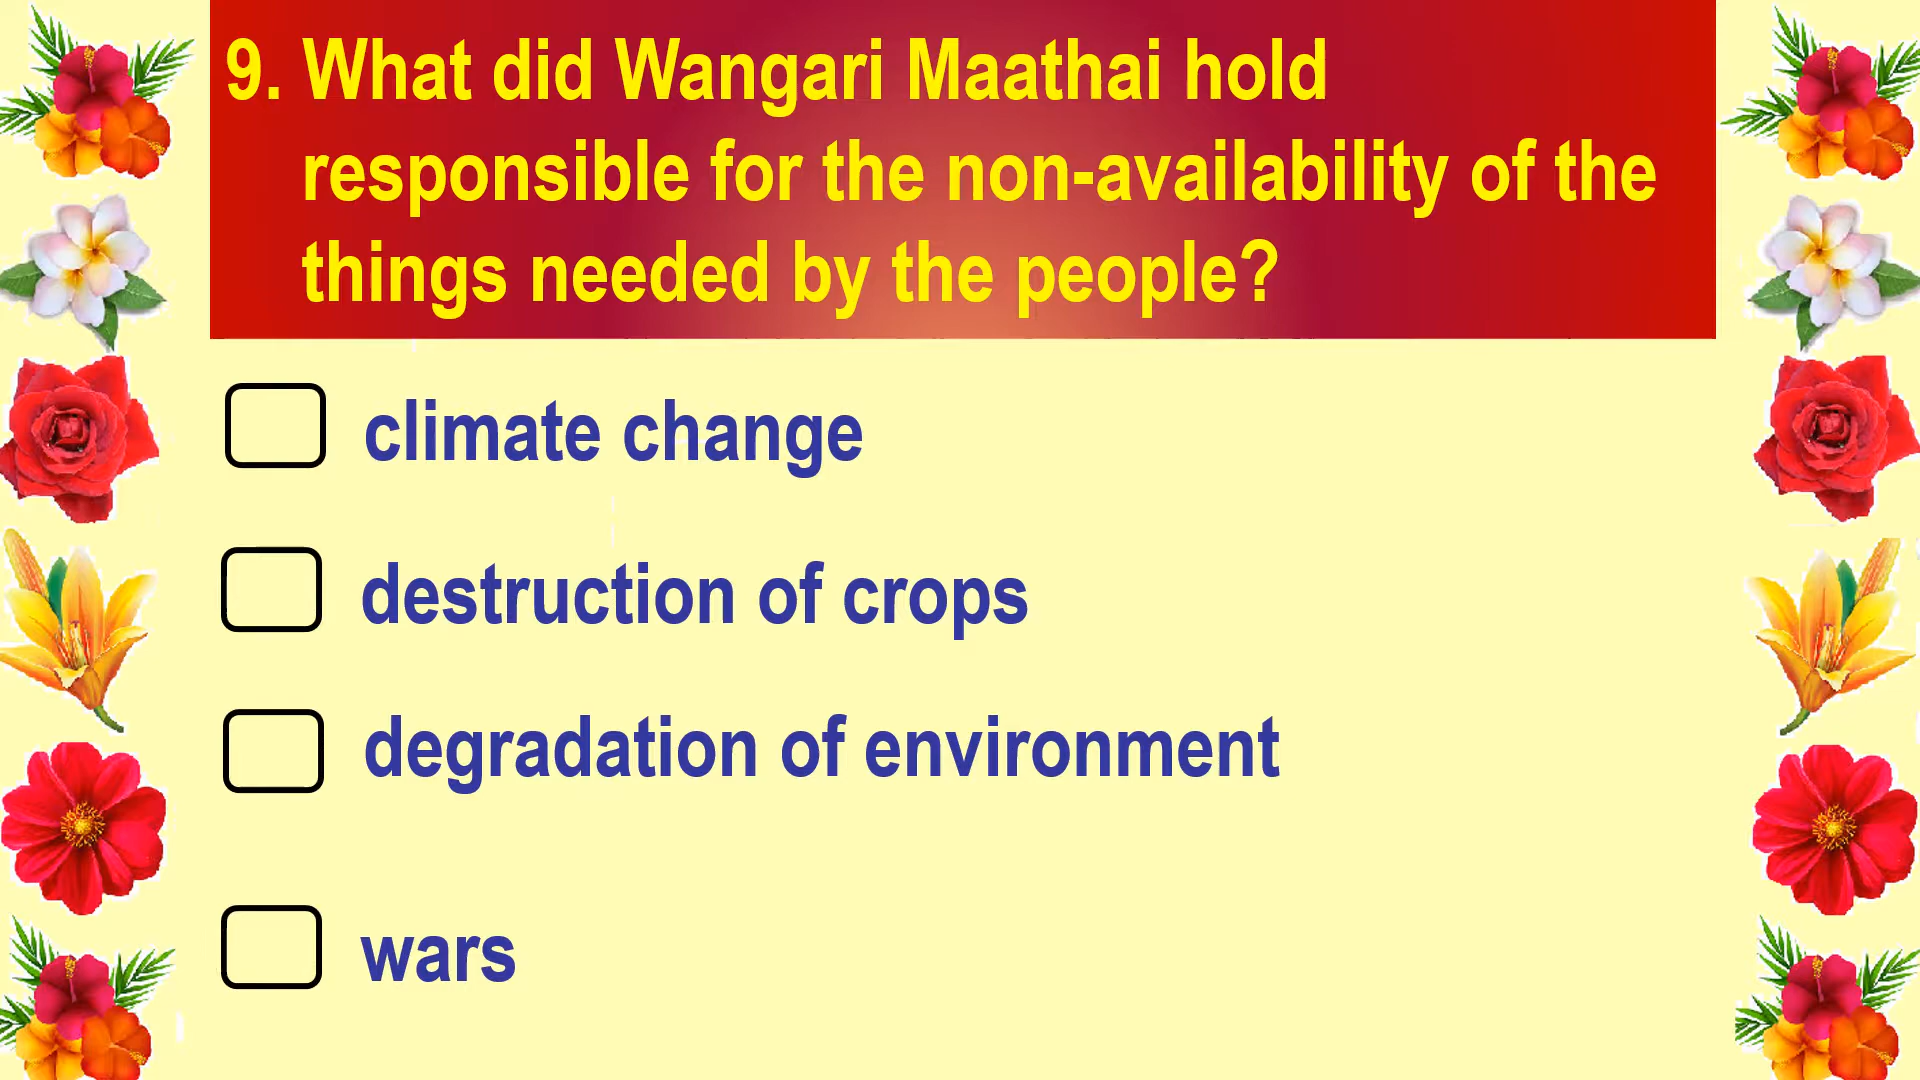 9. What did Wangari Maathai hold
responsible for the non-availability of the
things needed by the people?
climate change
destruction of crops
degradation of environment
wars